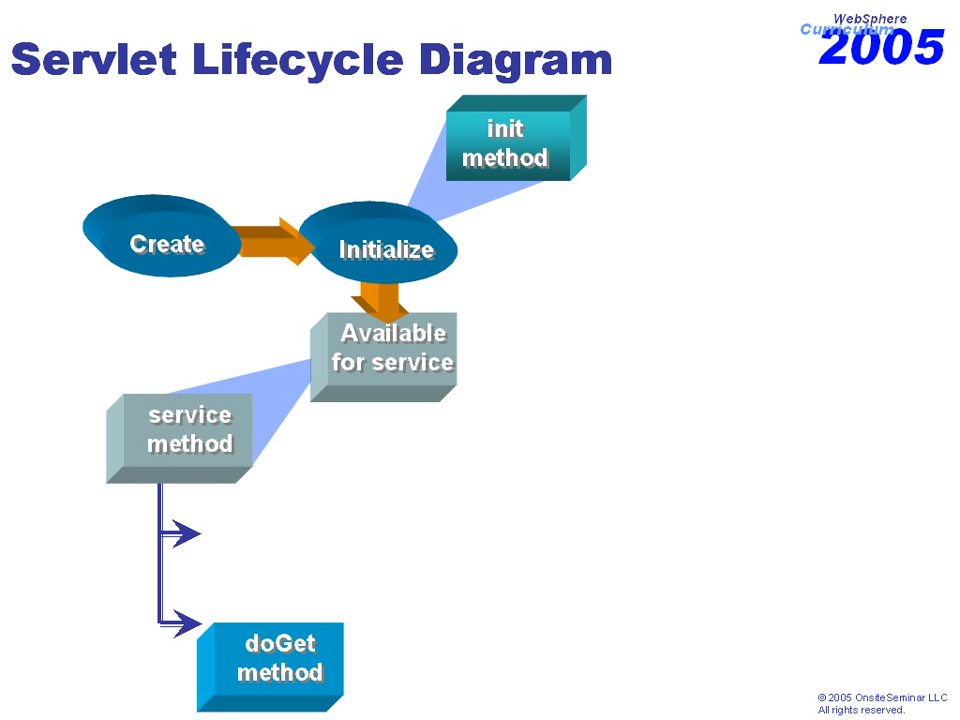 WebSphere
Curriculum
2005
Servlet Lifecycle Diagram
init
method
Create
Initialize
Available
for service
service
method
doGet
method
© 2005 OnsiteSeminar LLC
All rights reserved.